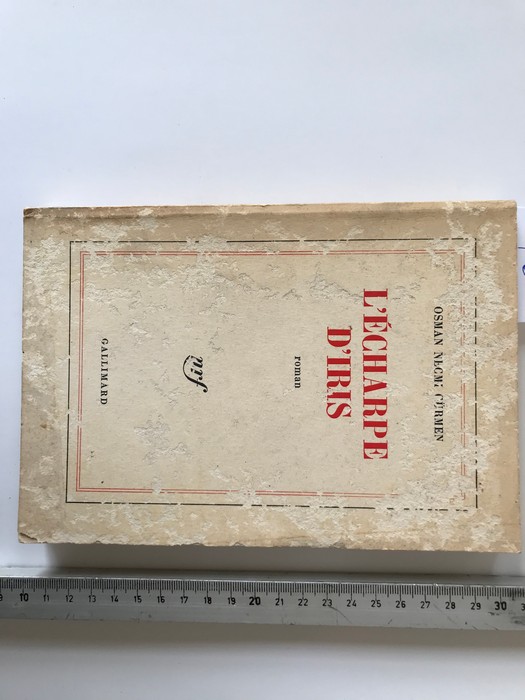 OSMAN NECMI GÜRMEN
L'ÉCHARPE
D'IRIS
roman
nrf
GALLIMARD
10 11 12 13 14 15 16 17 18 19 20 21 22 23 24 25 26 27 28 29 30